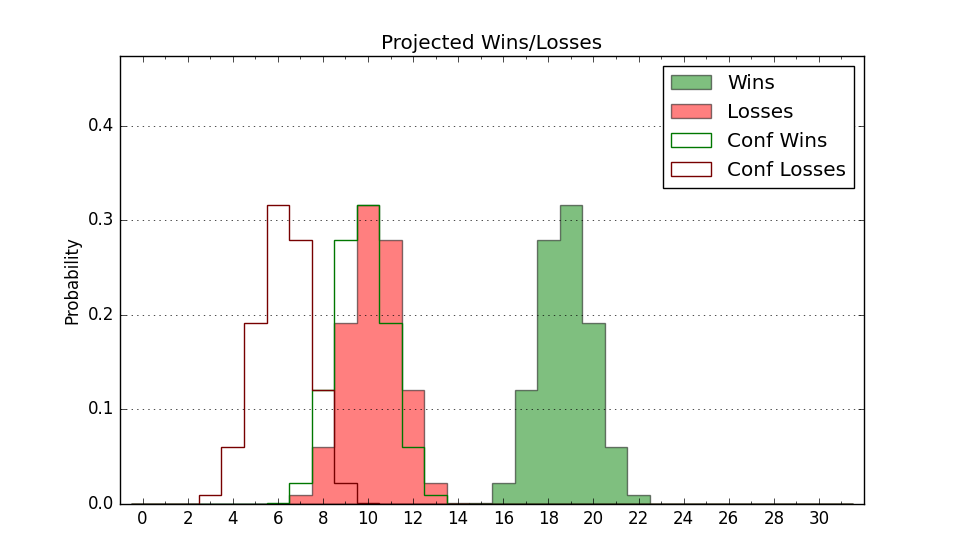 Projected Wins/Losses
Wins
Losses
Conf Wins
Conf Losses
Probability
0.4
0.3
0.2
0.1
0.0
0 2 4 6 8 10 12 14 16 18 20 22 24 26 28 30